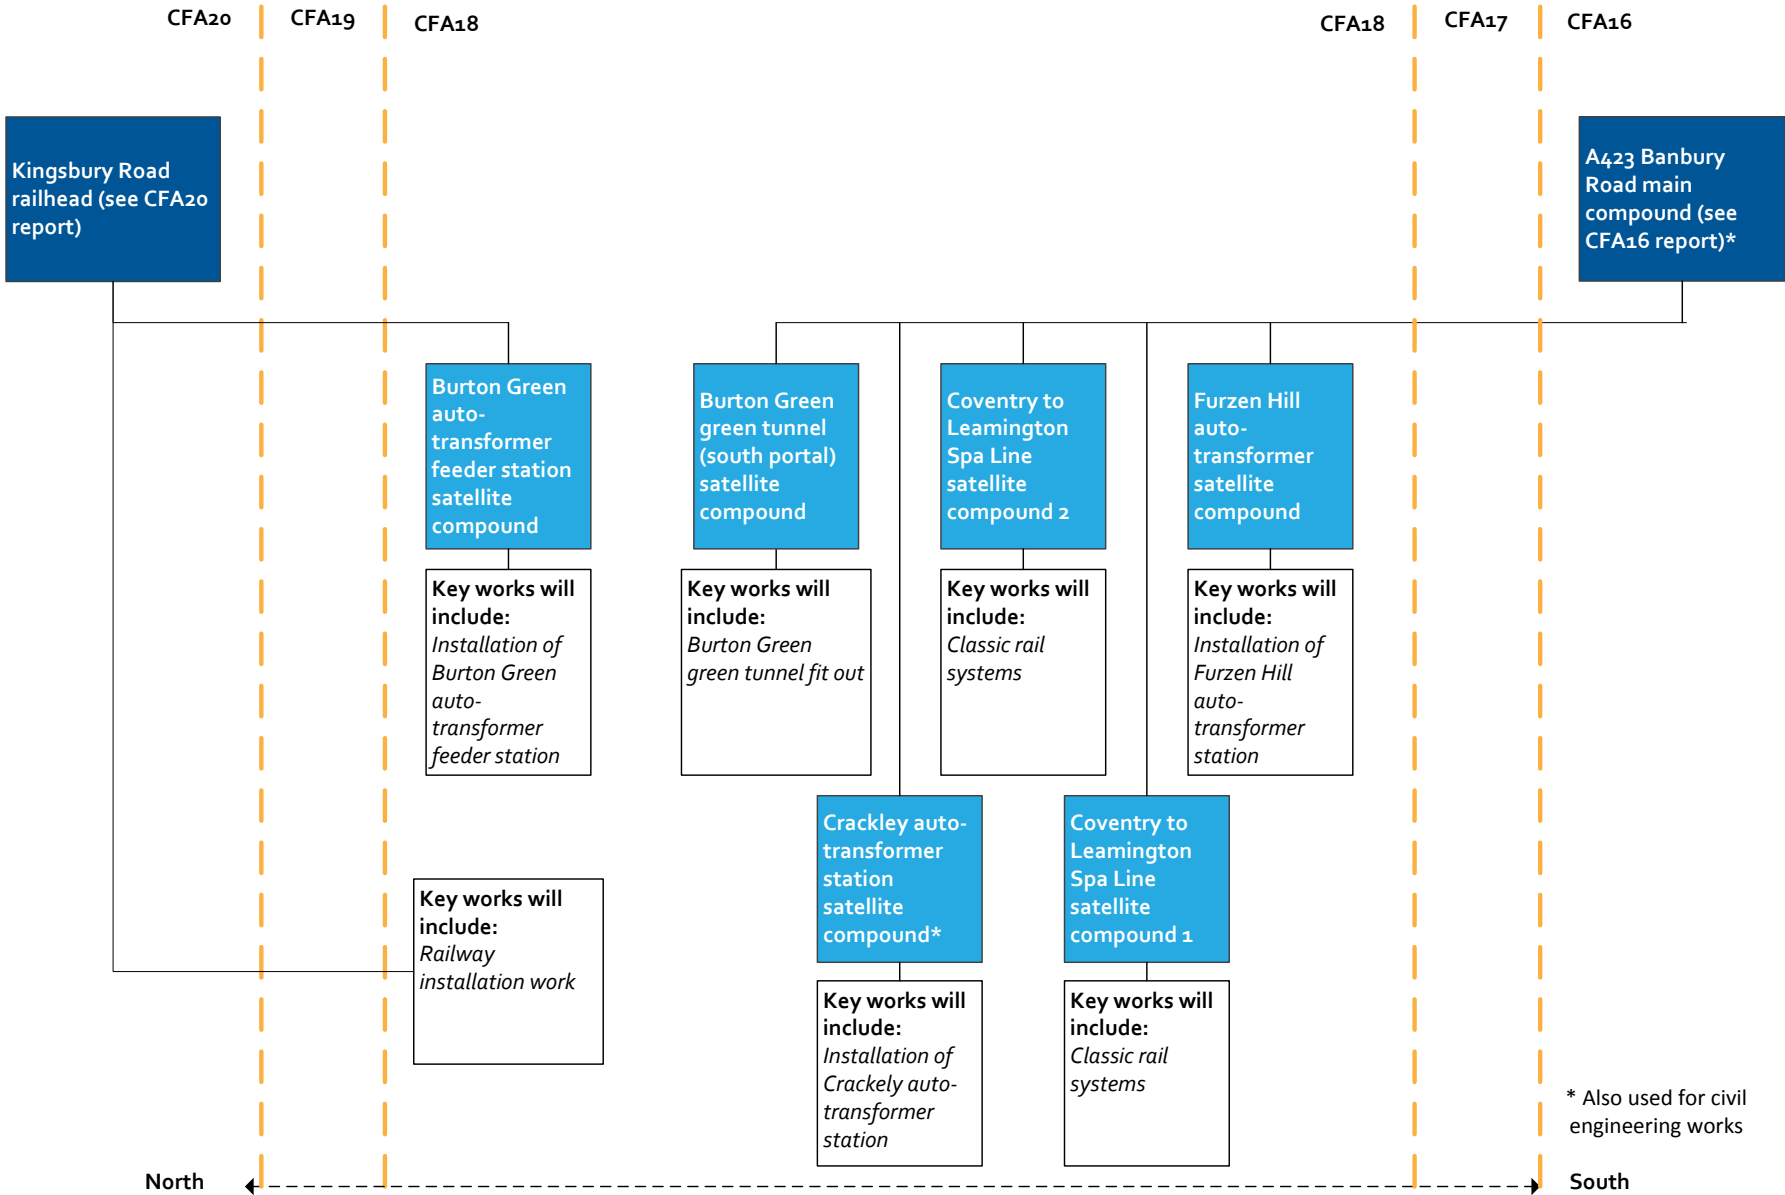 CFA20
CFA19
CFA18
CFA18
CFA17
CFA16
Kingsbury Road
railhead (see CFA20
report)
A423 Banbury
Road main
compound (see
CFA16 report)*
Burton Green
auto-
transformer
feeder station
satellite
compound
Burton Green
green tunnel
(south portal)
satellite
compound
Coventry to
Leamington
Spa Line
satellite
compound 2
Furzen Hill
auto-
transformer
satellite
compound
Key works will
include:
Installation of
Burton Green
auto-
transformer
feeder station
Key works will
include:
Burton Green
green tunnel fit out
Key works will
include:
Classic rail
systems
Key works will
include:
Installation of
Furzen Hill
auto-
transformer
station
Crackley auto-
transformer
station
satellite
compound*
Coventry to
Leamington
Spa Line
satellite
compound 1
Key works will
include:
Railway
installation work
Key works will
include:
Installation of
Crackely auto-
transformer
station
Key works will
include:
Classic rail
systems
* Also used for civil
engineering works
North
South